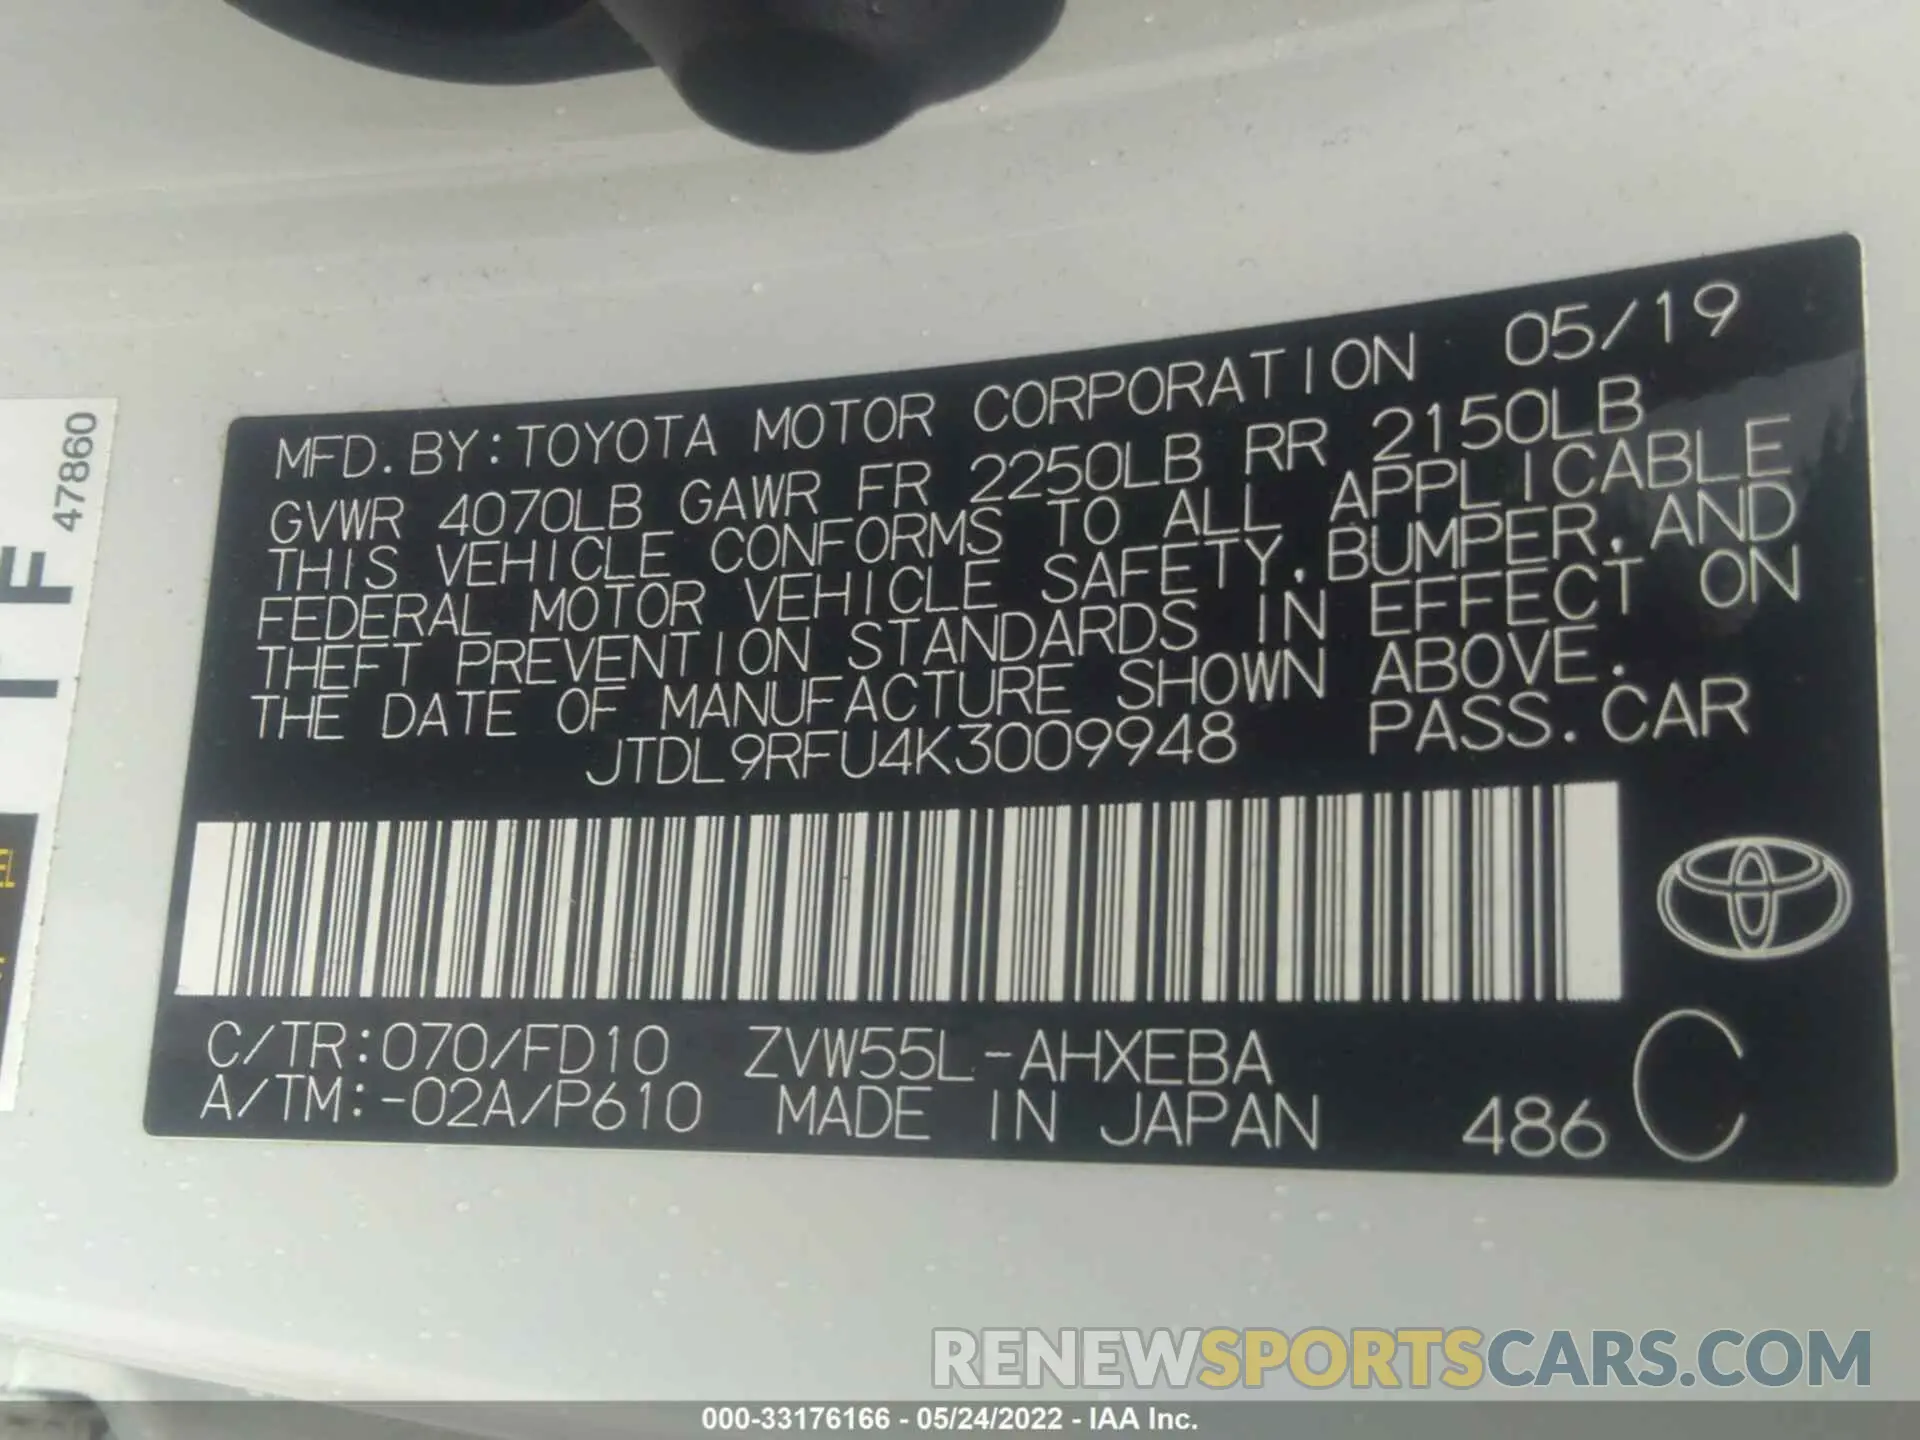 MFD. BY: TOYOTA MOTOR CORPORATION 05/19
GVWR 4070LB GAWR FR 2250LB RR 2150LB
THIS VEHICLE CONFORMS TO ALL APPLICABLE
FEDERAL MOTOR VEHICLE SAFETY, BUMPER, AND
THEFT PREVENTION STANDARDS IN EFFECT ON
THE DATE OF MANUFACTURE SHOWN ABOVE.
JTDL9RFU4K3009948 PASS. CAR
C/TR:070/FD10 ZVW55L-AHXEBA
A/TM:-02A/P610 MADE IN JAPAN 486 C
47860
RENEWSPORTSCARS.COM
000-33176166 - 05/24/2022 - IAA Inc.